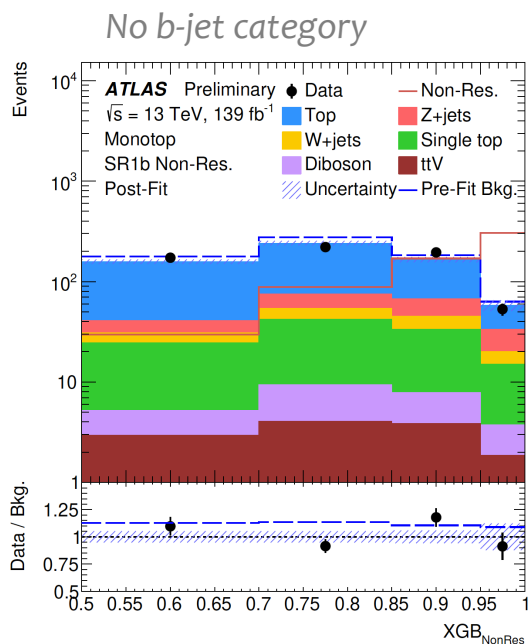 No b-jet category
Events
10⁴
10³
10²
10
1
ATLAS Preliminary
√s = 13 TeV, 139 fb⁻¹
Monotop
SR1b Non-Res.
Post-Fit
Data
Non-Res.
Top
Z+jets
W+jets
Single top
Diboson
ttV
Uncertainty
Pre-Fit Bkg.
Data / Bkg.
1.25
1
0.75
0.5
0.5 0.55 0.6 0.65 0.7 0.75 0.8 0.85 0.9 0.95 1
XGB_NonRes